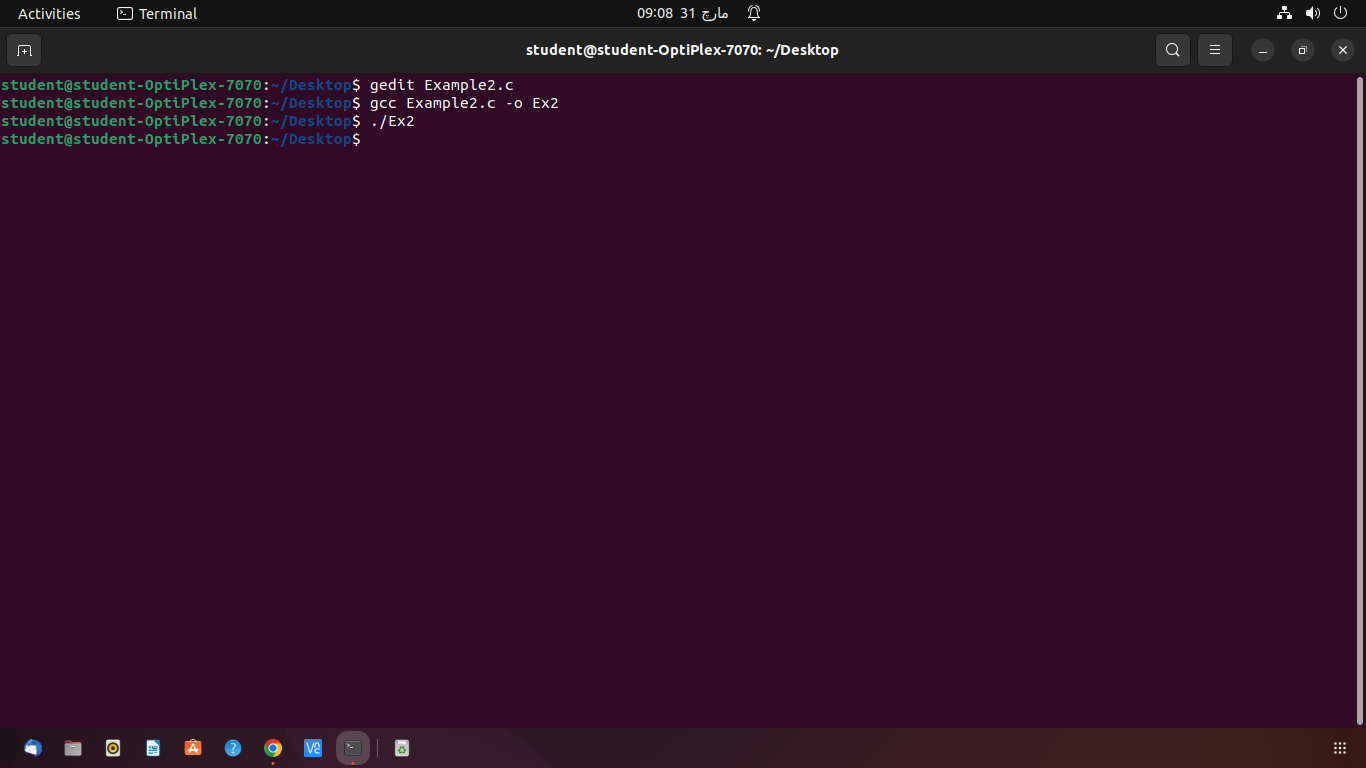 Activities
Terminal
مارچ 31 09:08
student@student-OptiPlex-7070: ~/Desktop
student@student-OptiPlex-7070:~/Desktop$ gedit Example2.c
student@student-OptiPlex-7070:~/Desktop$ gcc Example2.c -o Ex2
student@student-OptiPlex-7070:~/Desktop$ ./Ex2
student@student-OptiPlex-7070:~/Desktop$